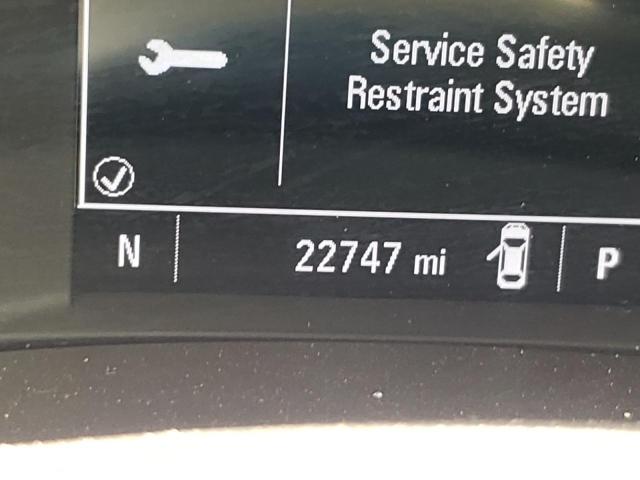 Service Safety
Restraint System
N 22747 mi P